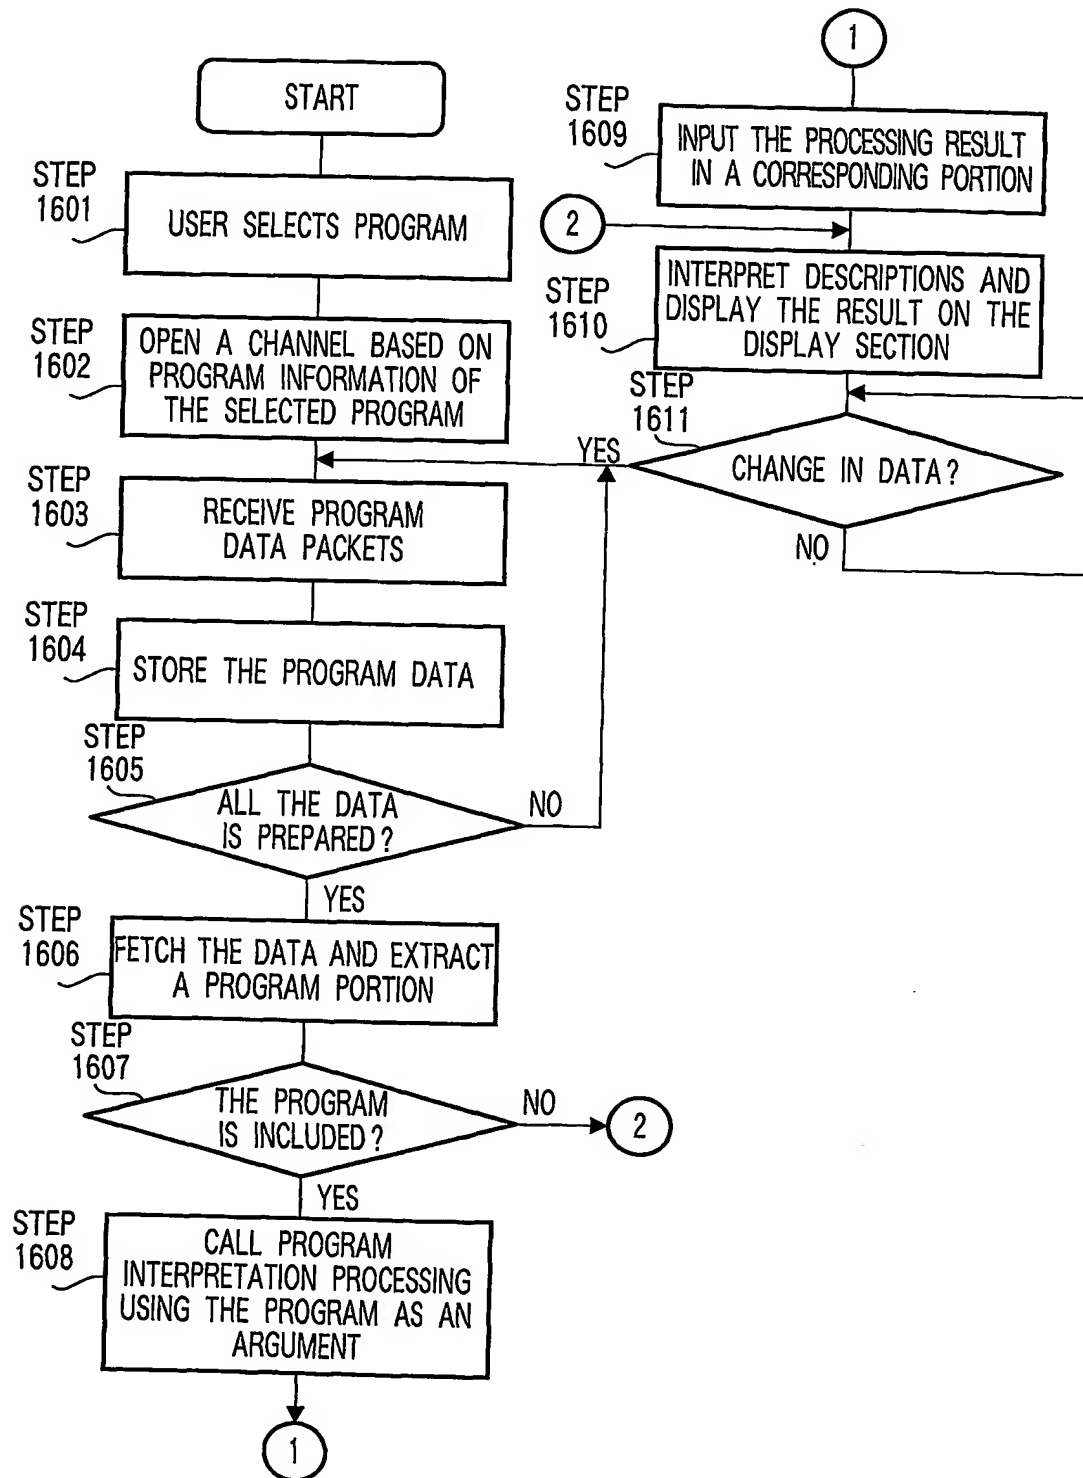 START
STEP
1601
USER SELECTS PROGRAM
STEP
1602
OPEN A CHANNEL BASED ON
PROGRAM INFORMATION OF
THE SELECTED PROGRAM
STEP
1603
RECEIVE PROGRAM
DATA PACKETS
STEP
1604
STORE THE PROGRAM DATA
STEP
1605
ALL THE DATA
IS PREPARED?
NO
YES
STEP
1606
FETCH THE DATA AND EXTRACT
A PROGRAM PORTION
STEP
1607
THE PROGRAM
IS INCLUDED?
NO
2
YES
STEP
1608
CALL PROGRAM
INTERPRETATION PROCESSING
USING THE PROGRAM AS AN
ARGUMENT
1
1
STEP
1609
INPUT THE PROCESSING RESULT
IN A CORRESPONDING PORTION
2
STEP
1610
INTERPRET DESCRIPTIONS AND
DISPLAY THE RESULT ON THE
DISPLAY SECTION
STEP
1611
CHANGE IN DATA?
YES
NO